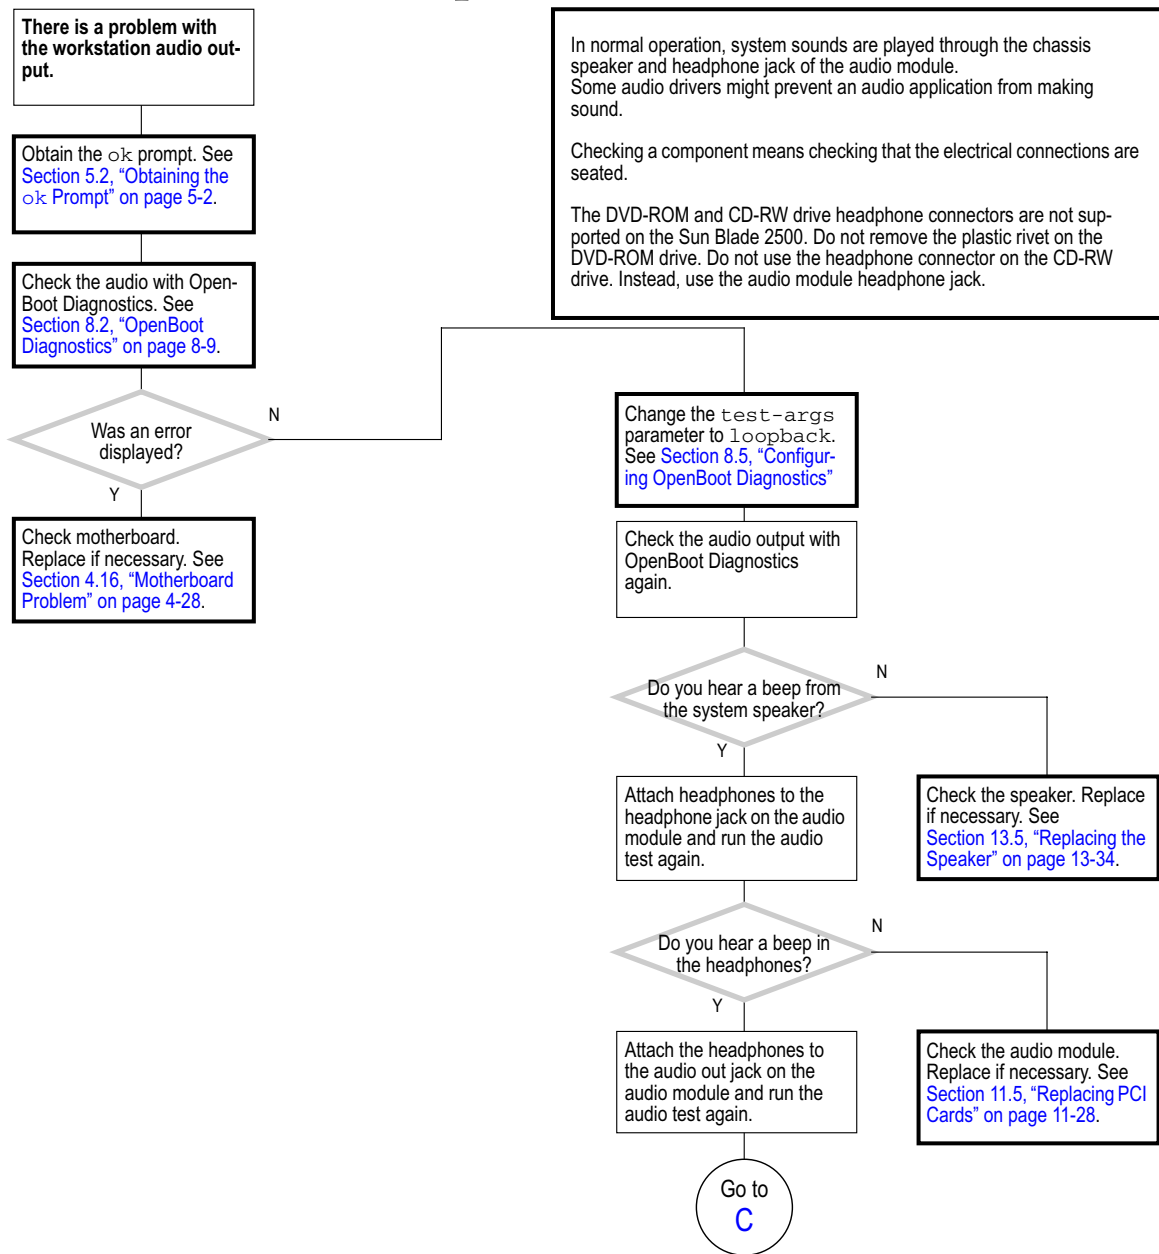 There is a problem with
the workstation audio out-
put.
Obtain the ok prompt. See
Section 5.2, “Obtaining the
ok Prompt” on page 5-2.
Check the audio with Open-
Boot Diagnostics. See
Section 8.2, “OpenBoot
Diagnostics” on page 8-9.
Was an error
displayed?
N
Y
Check motherboard.
Replace if necessary. See
Section 4.16, “Motherboard
Problem” on page 4-28.
In normal operation, system sounds are played through the chassis
speaker and headphone jack of the audio module.
Some audio drivers might prevent an audio application from making
sound.
Checking a component means checking that the electrical connections are
seated.
The DVD-ROM and CD-RW drive headphone connectors are not sup-
ported on the Sun Blade 2500. Do not remove the plastic rivet on the
DVD-ROM drive. Do not use the headphone connector on the CD-RW
drive. Instead, use the audio module headphone jack.
Change the test-args
parameter to loopback.
See Section 8.5, “Configur-
ing OpenBoot Diagnostics”
Check the audio output with
OpenBoot Diagnostics
again.
Do you hear a beep from
the system speaker?
N
Y
Attach headphones to the
headphone jack on the audio
module and run the audio
test again.
Check the speaker. Replace
if necessary. See
Section 13.5, “Replacing the
Speaker” on page 13-34.
Do you hear a beep in
the headphones?
N
Y
Attach the headphones to
the audio out jack on the
audio module and run the
audio test again.
Check the audio module.
Replace if necessary. See
Section 11.5, “Replacing PCI
Cards” on page 11-28.
Go to
C